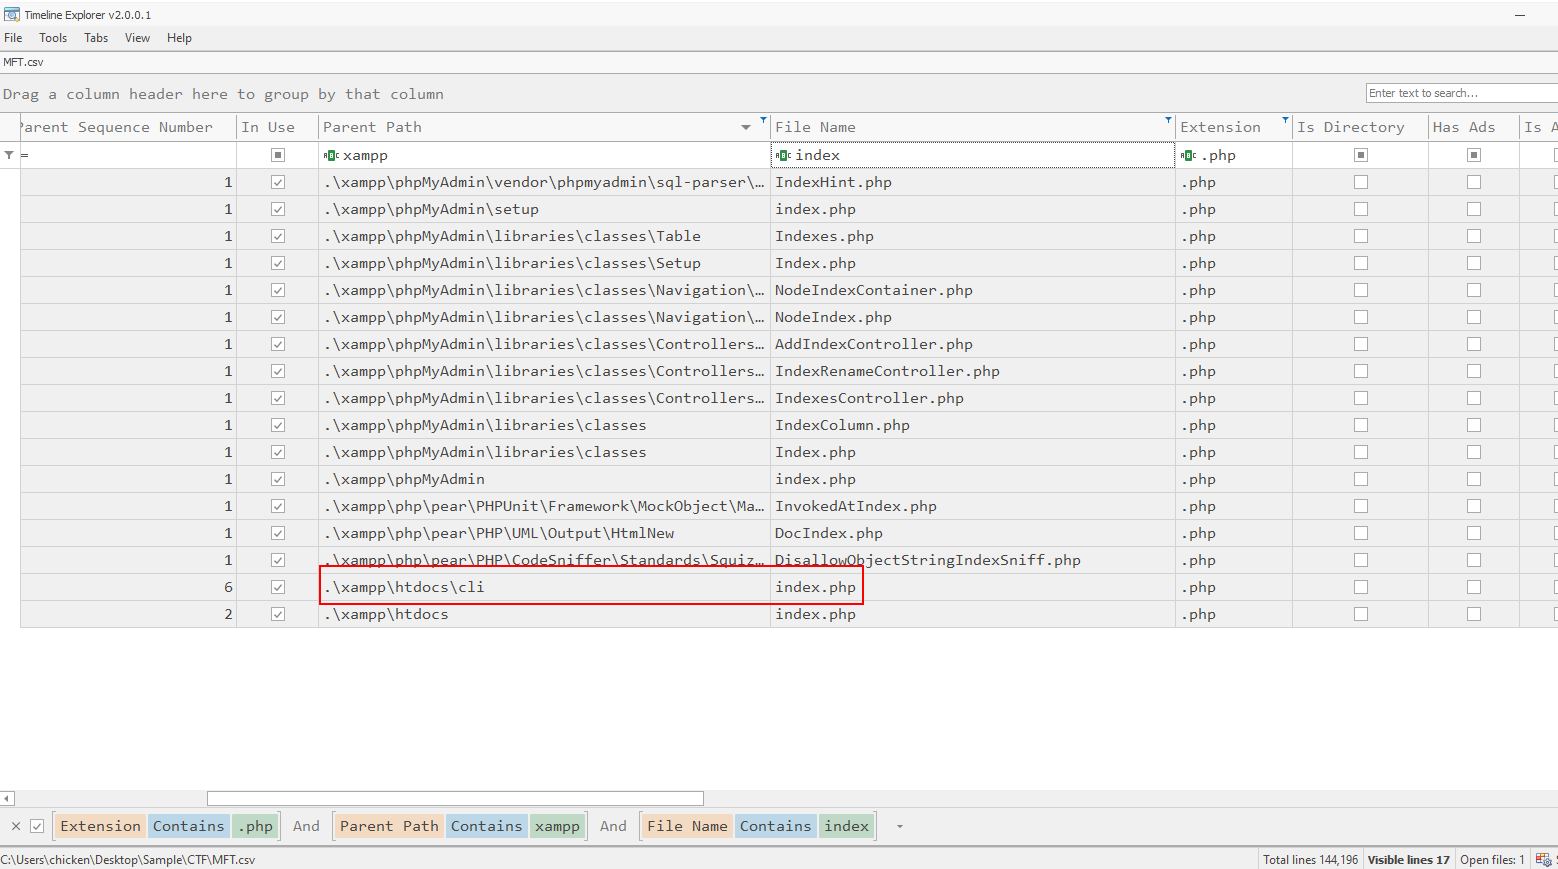 Timeline Explorer v2.0.0.1
File Tools Tabs View Help
MFT.csv
Drag a column header here to group by that column
Enter text to search...
Parent Sequence Number In Use Parent Path File Name Extension Is Directory Has Ads Is A
= xampp index .php
1 .\xampp\phpMyAdmin\vendor\phpmyadmin\sql-parser\... IndexHint.php .php
1 .\xampp\phpMyAdmin\setup index.php .php
1 .\xampp\phpMyAdmin\libraries\classes\Table Indexes.php .php
1 .\xampp\phpMyAdmin\libraries\classes\Setup Index.php .php
1 .\xampp\phpMyAdmin\libraries\classes\Navigation\... NodeIndexContainer.php .php
1 .\xampp\phpMyAdmin\libraries\classes\Navigation\... NodeIndex.php .php
1 .\xampp\phpMyAdmin\libraries\classes\Controllers... AddIndexController.php .php
1 .\xampp\phpMyAdmin\libraries\classes\Controllers... IndexRenameController.php .php
1 .\xampp\phpMyAdmin\libraries\classes\Controllers... IndexesController.php .php
1 .\xampp\phpMyAdmin\libraries\classes IndexColumn.php .php
1 .\xampp\phpMyAdmin\libraries\classes Index.php .php
1 .\xampp\phpMyAdmin index.php .php
1 .\xampp\php\pear\PHPUnit\Framework\MockObject\Ma... InvokedAtIndex.php .php
1 .\xampp\php\pear\PHP\UML\Output\HtmlNew DocIndex.php .php
1 .\xampp\php\pear\PHP\CodeSniffer\Standards\Squiz... DisallowObjectStringIndexSniff.php .php
6 .\xampp\htdocs\cli index.php .php
2 .\xampp\htdocs index.php .php
Extension Contains .php And Parent Path Contains xampp And File Name Contains index
C:\Users\chicken\Desktop\Sample\CTF\MFT.csv Total lines 144,196 Visible lines 17 Open files: 1 S